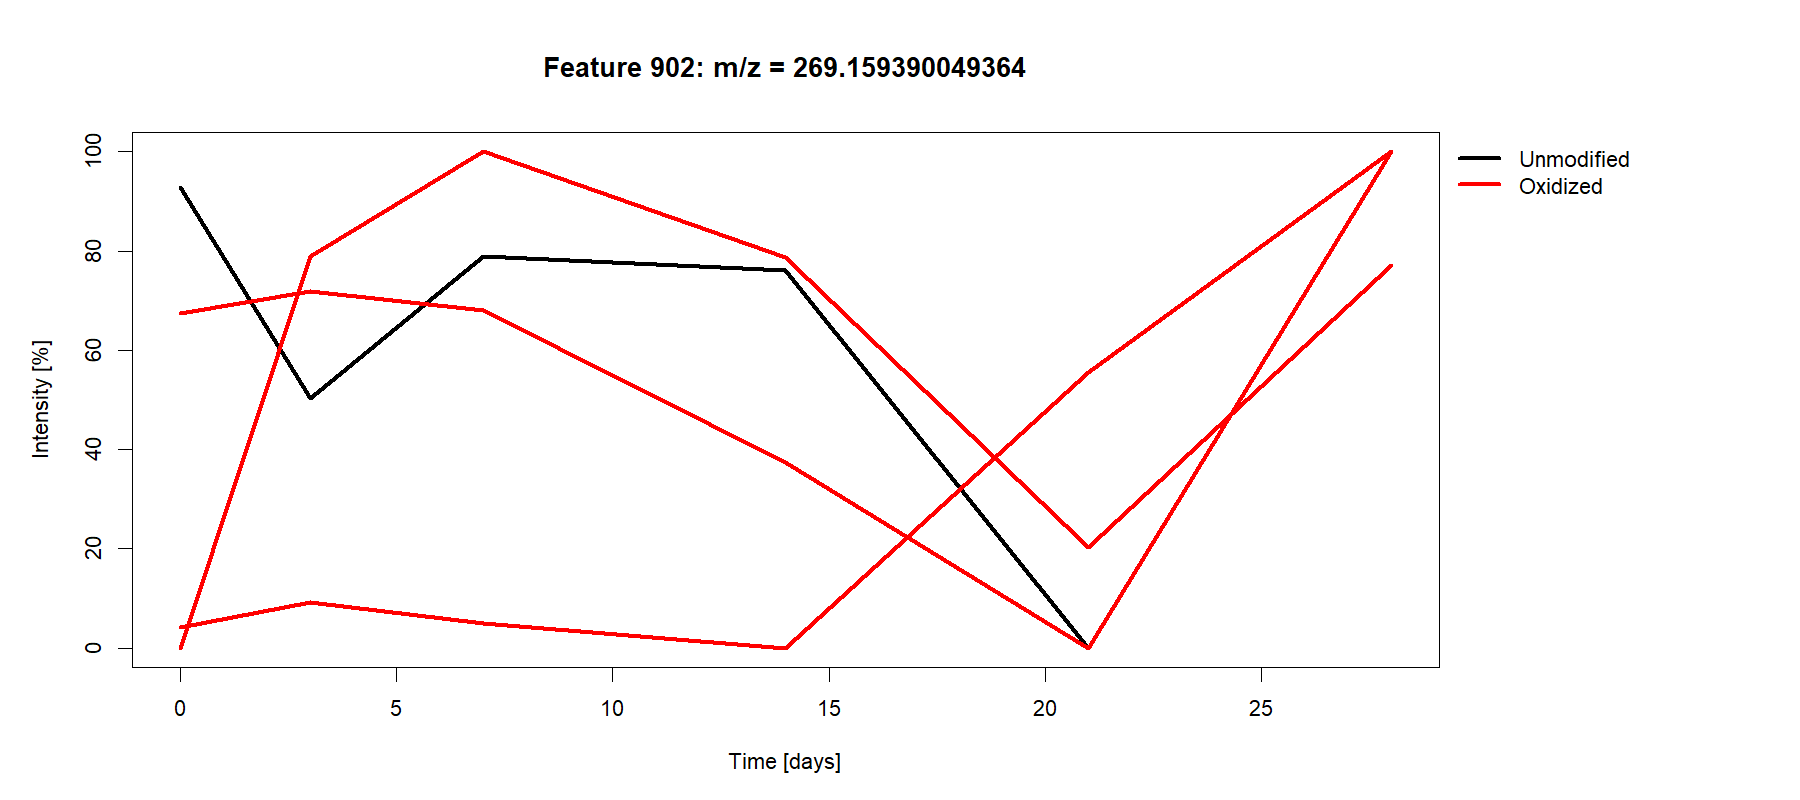 Feature 902: m/z = 269.159390049364
Unmodified
Oxidized
100
80
60
40
20
0
Intensity [%]
0 5 10 15 20 25
Time [days]